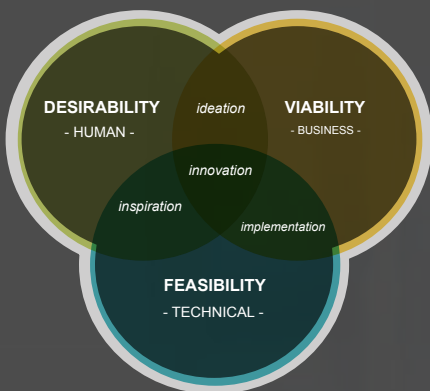 DESIRABILITY
- HUMAN -
ideation
VIABILITY
- BUSINESS -
innovation
inspiration
implementation
FEASIBILITY
- TECHNICAL -